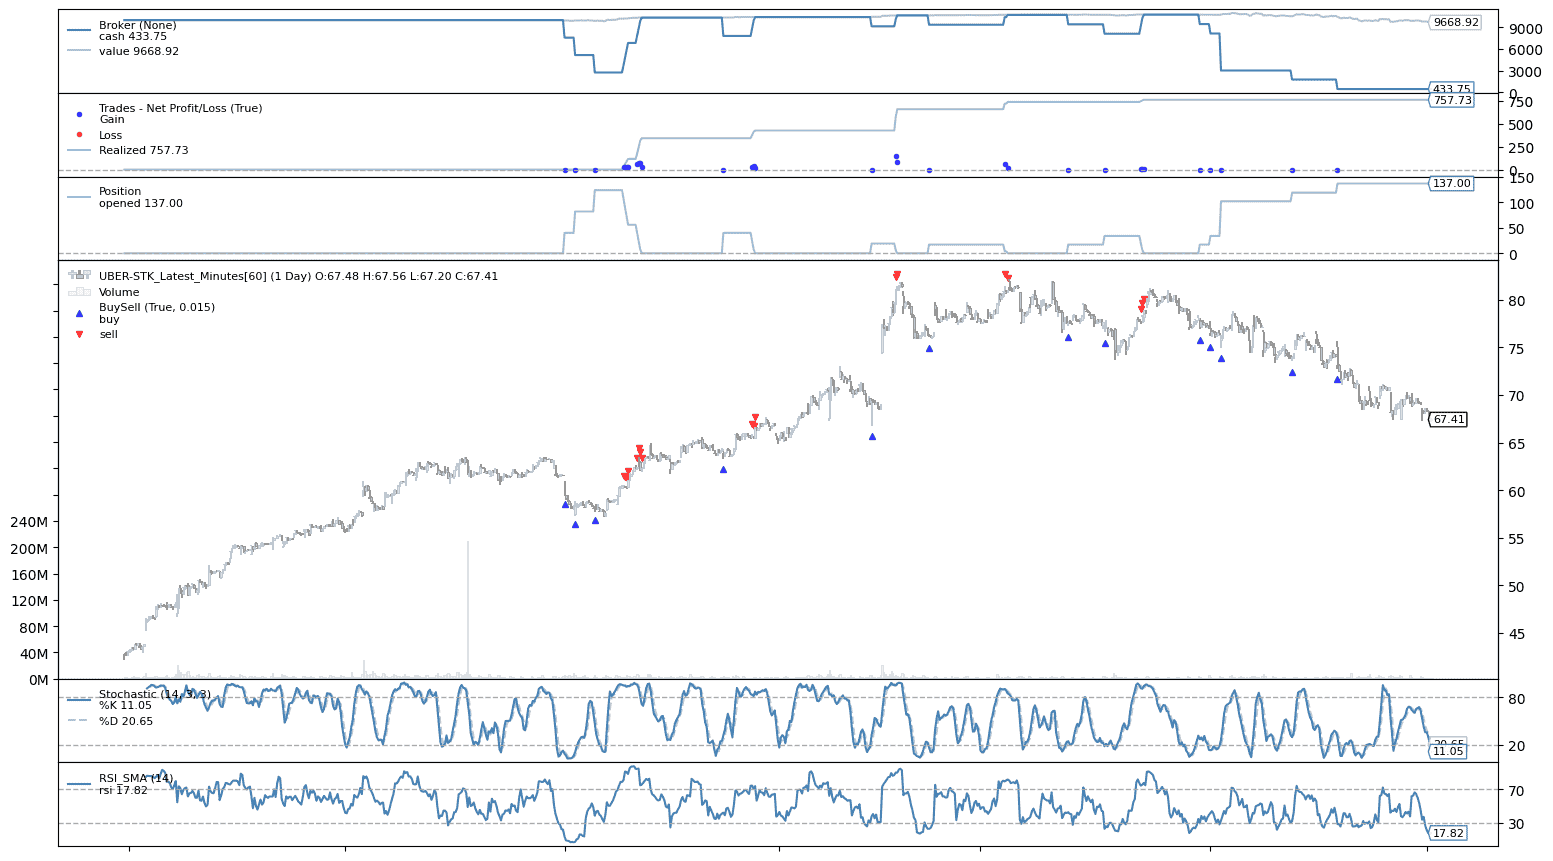 Broker (None)
cash 433.75
value 9668.92
9668.92
433.75
9000
6000
3000
0
Trades - Net Profit/Loss (True)
Gain
Loss
Realized 757.73
757.73
750
500
250
0
Position
opened 137.00
137.00
150
100
50
0
UBER-STK_Latest_Minutes[60] (1 Day) O:67.48 H:67.56 L:67.20 C:67.41
Volume
BuySell (True, 0.015)
buy
sell
80
75
70
67.41
65
60
55
50
45
240M
200M
160M
120M
80M
40M
0M
Stochastic (14, 3, 3)
%K 11.05
%D 20.65
80
20.65
20
11.05
RSI_SMA (14)
rsi 17.82
70
30
17.82